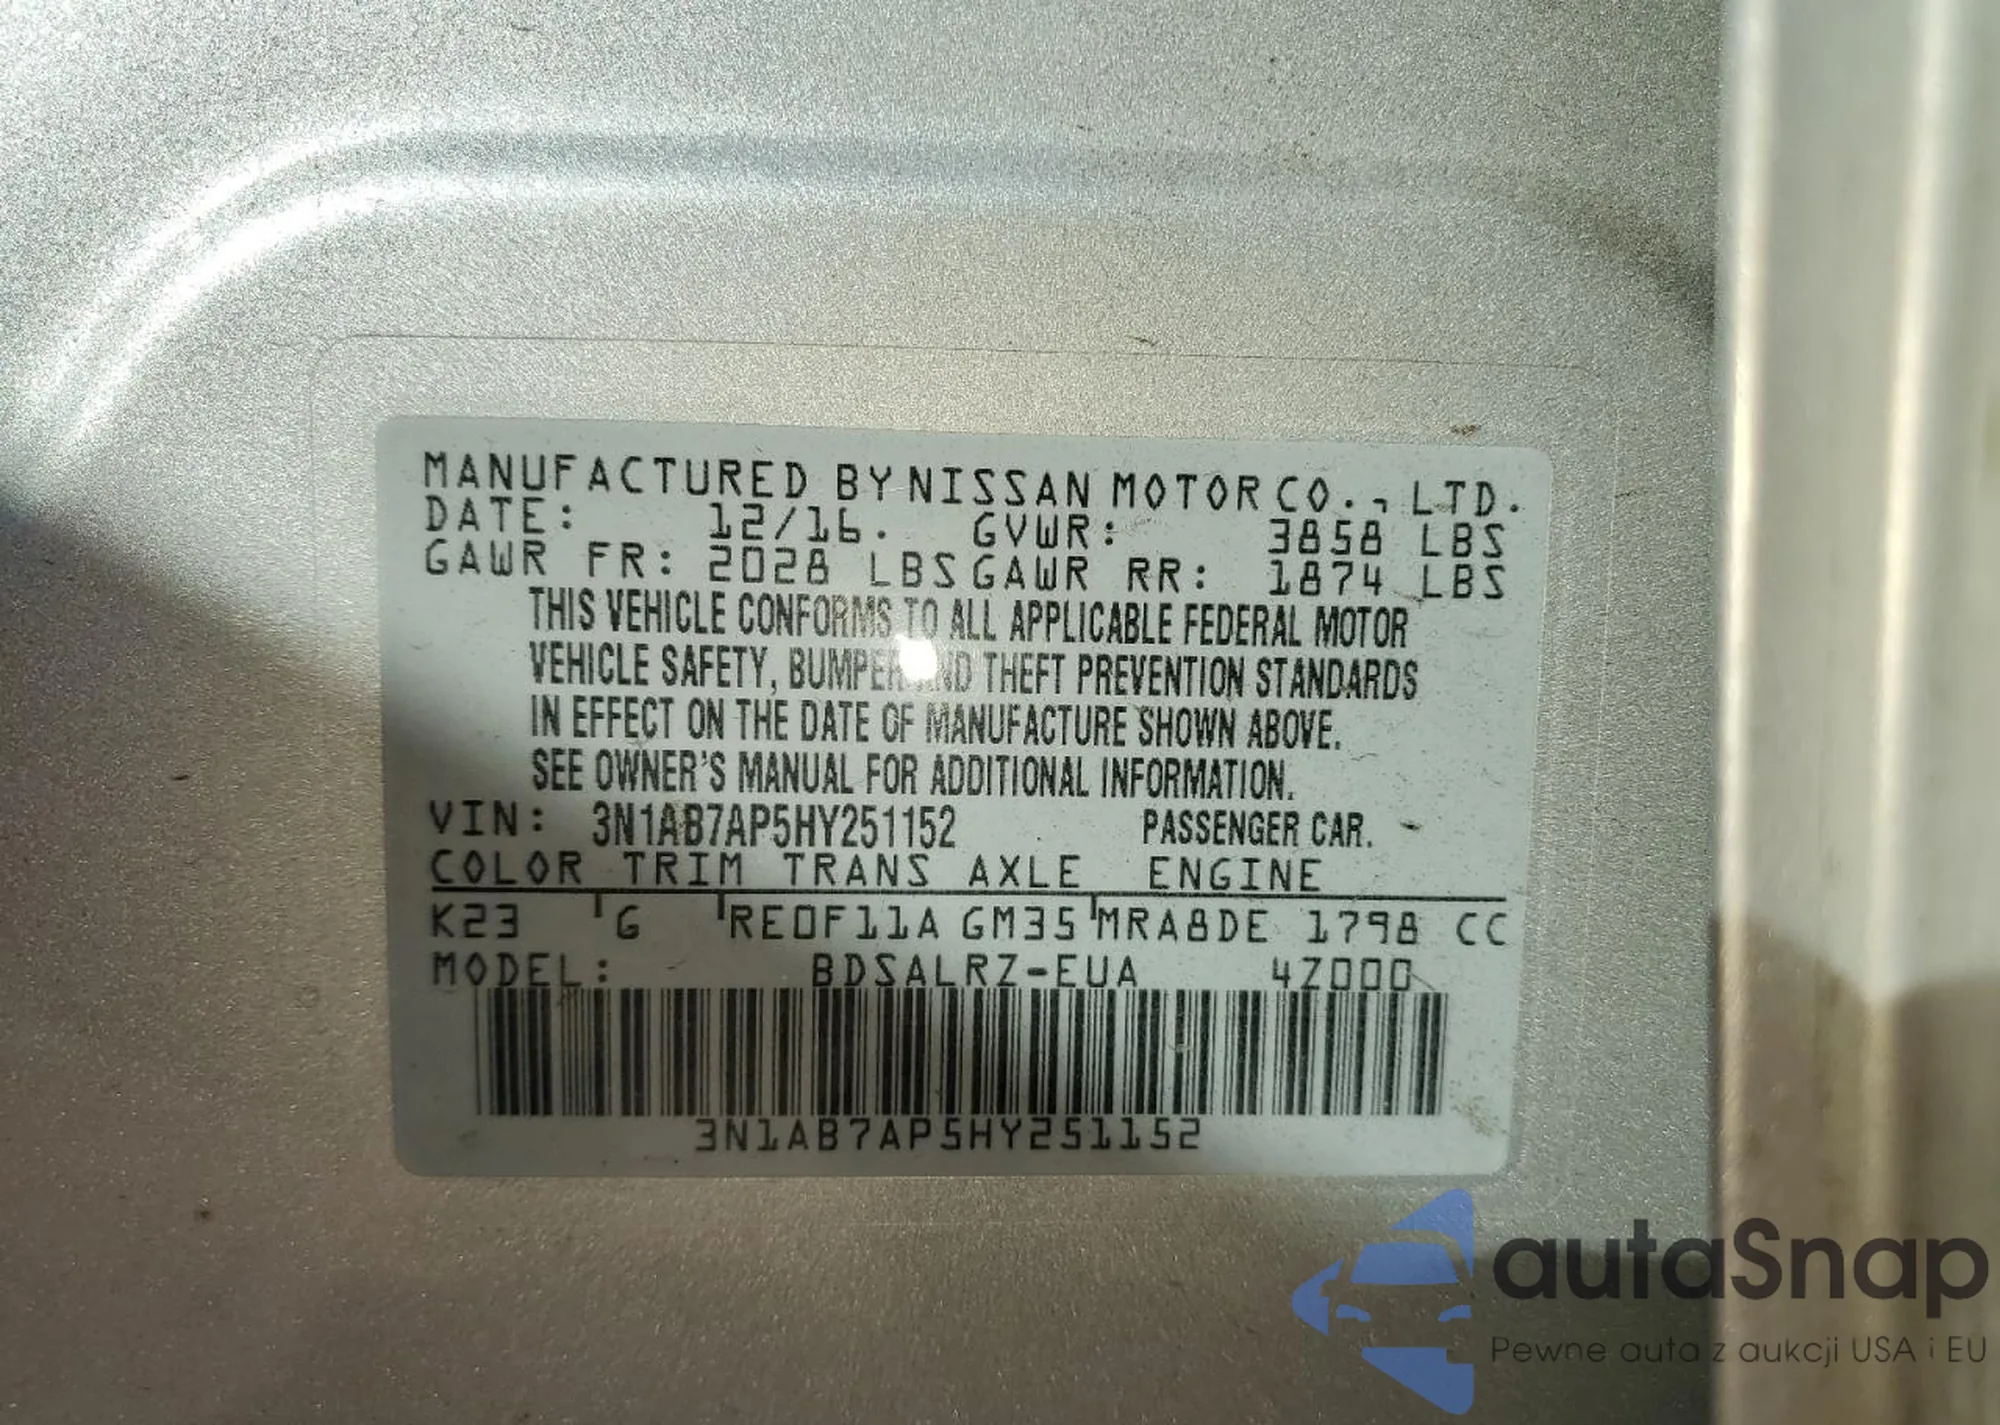 MANUFACTURED BY NISSAN MOTOR CO., LTD.
DATE: 12/16. GVWR: 3858 LBS
GAWR FR: 2028 LBS GAWR RR: 1874 LBS
THIS VEHICLE CONFORMS TO ALL APPLICABLE FEDERAL MOTOR
VEHICLE SAFETY, BUMPER AND THEFT PREVENTION STANDARDS
IN EFFECT ON THE DATE OF MANUFACTURE SHOWN ABOVE.
SEE OWNER'S MANUAL FOR ADDITIONAL INFORMATION.
VIN: 3N1AB7AP5HY251152 PASSENGER CAR.
COLOR TRIM TRANS AXLE ENGINE
K23 G RE0F11A GM35 MRA8DE 1798 CC
MODEL: BDSALRZ-EUA 4Z000
3N1AB7AP5HY251152
autaSnap
Pewne auta z aukcji USA i EU